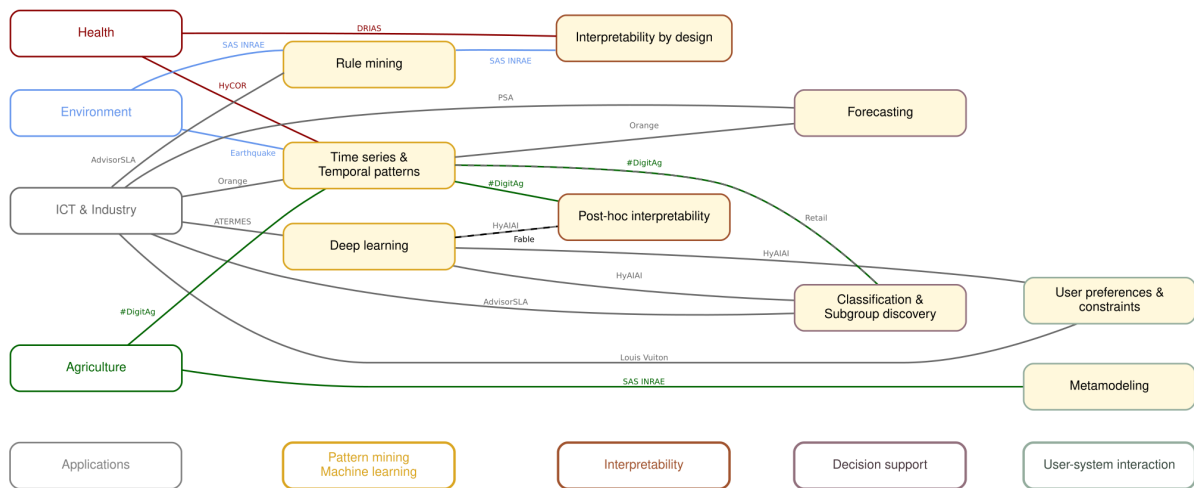 Health
DRIAS
Interpretability by design
SAS INRAE
Rule mining
SAS INRAE
HyCOR
Environment
PSA
Forecasting
Orange
Earthquake
AdvisorSLA
Time series &
Temporal patterns
#DigitAg
Orange
#DigitAg
ICT & Industry
Post-hoc interpretability
Retail
ATERMES
Deep learning
HyAIAI
Fable
HyAIAI
HyAIAI
User preferences &
constraints
AdvisorSLA
Classification &
Subgroup discovery
#DigitAg
Louis Vuiton
Agriculture
SAS INRAE
Metamodeling
Applications
Pattern mining
Machine learning
Interpretability
Decision support
User-system interaction